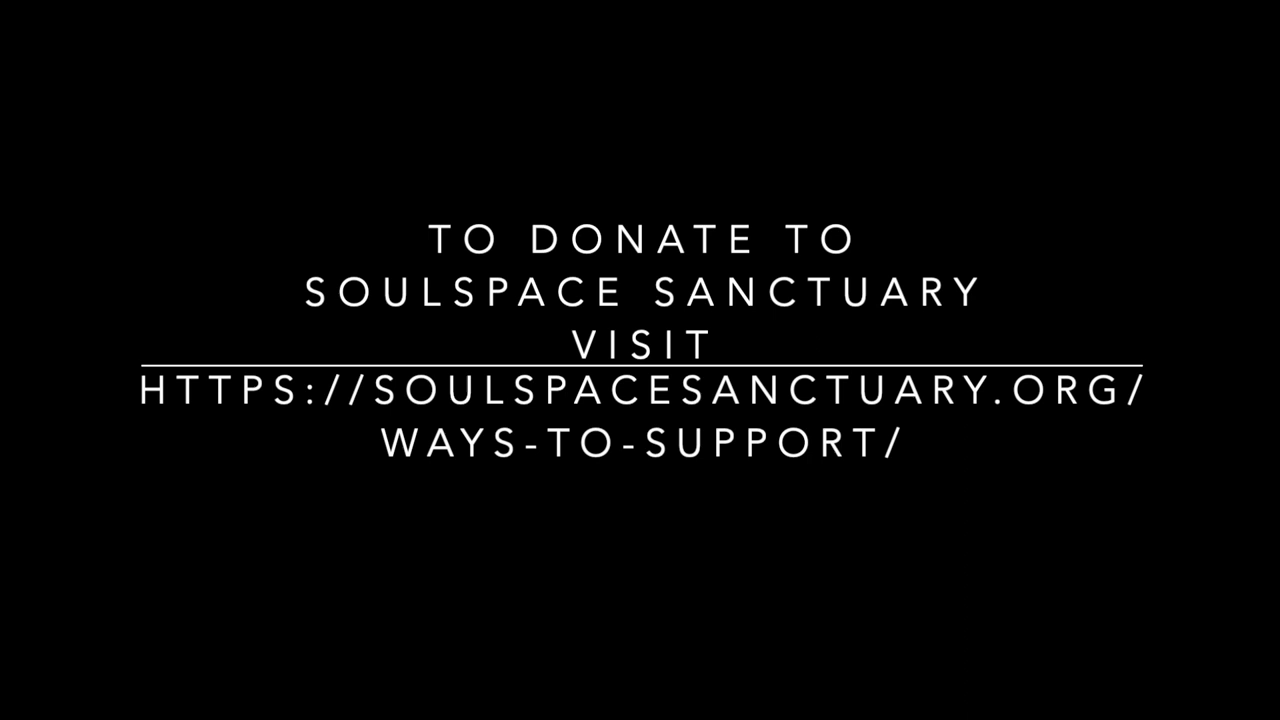 TO DONATE TO
SOULSPACE SANCTUARY
VISIT
HTTPS://SOULSPACESANCTUARY.ORG/
WAYS-TO-SUPPORT/